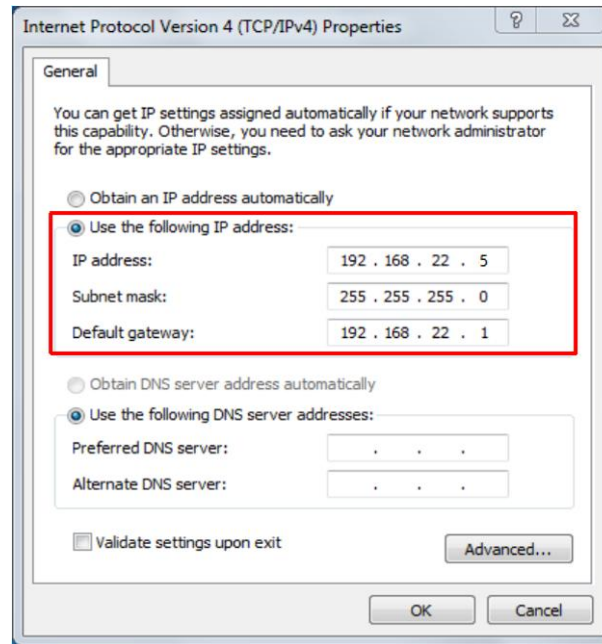 Internet Protocol Version 4 (TCP/IPv4) Properties
General
You can get IP settings assigned automatically if your network supports
this capability. Otherwise, you need to ask your network administrator
for the appropriate IP settings.
Obtain an IP address automatically
Use the following IP address:
IP address: 192 . 168 . 22 . 5
Subnet mask: 255 . 255 . 255 . 0
Default gateway: 192 . 168 . 22 . 1
Obtain DNS server address automatically
Use the following DNS server addresses:
Preferred DNS server: . . .
Alternate DNS server: . . .
Validate settings upon exit
Advanced...
OK Cancel